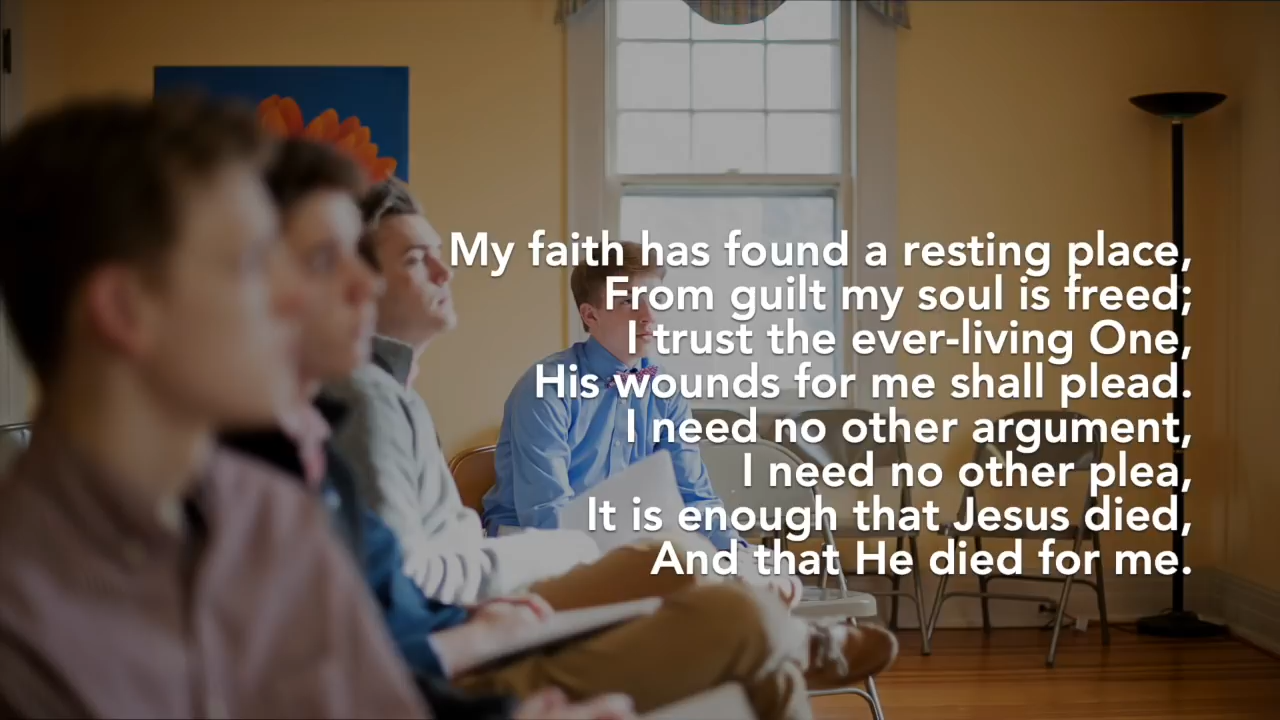 My faith has found a resting place,
From guilt my soul is freed;
I trust the ever-living One,
His wounds for me shall plead.
I need no other argument,
I need no other plea,
It is enough that Jesus died,
And that He died for me.